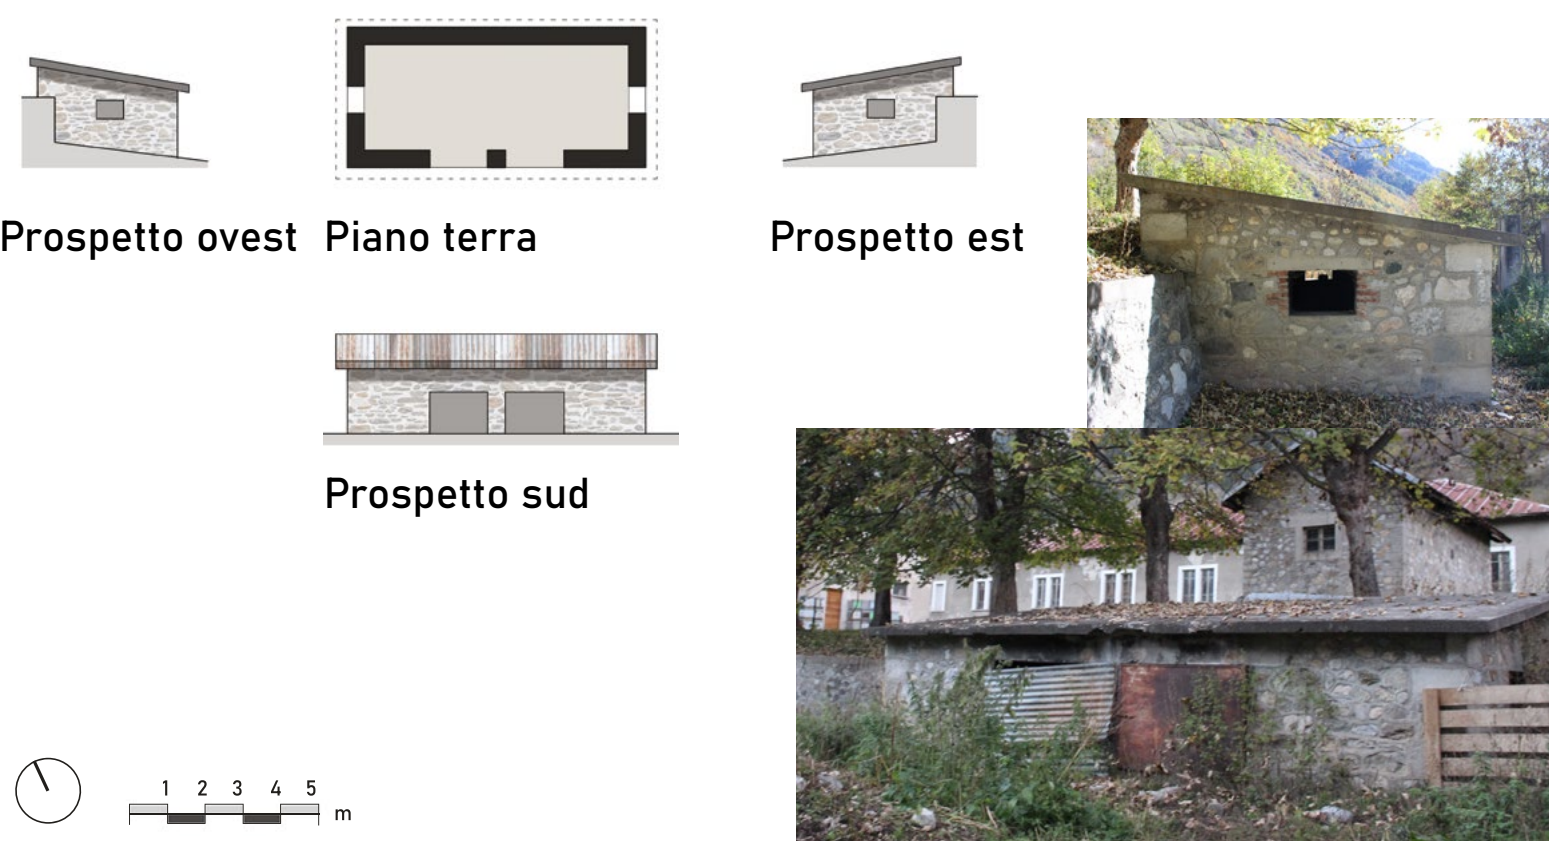 Prospetto ovest
Piano terra
Prospetto est
Prospetto sud
1 2 3 4 5
m